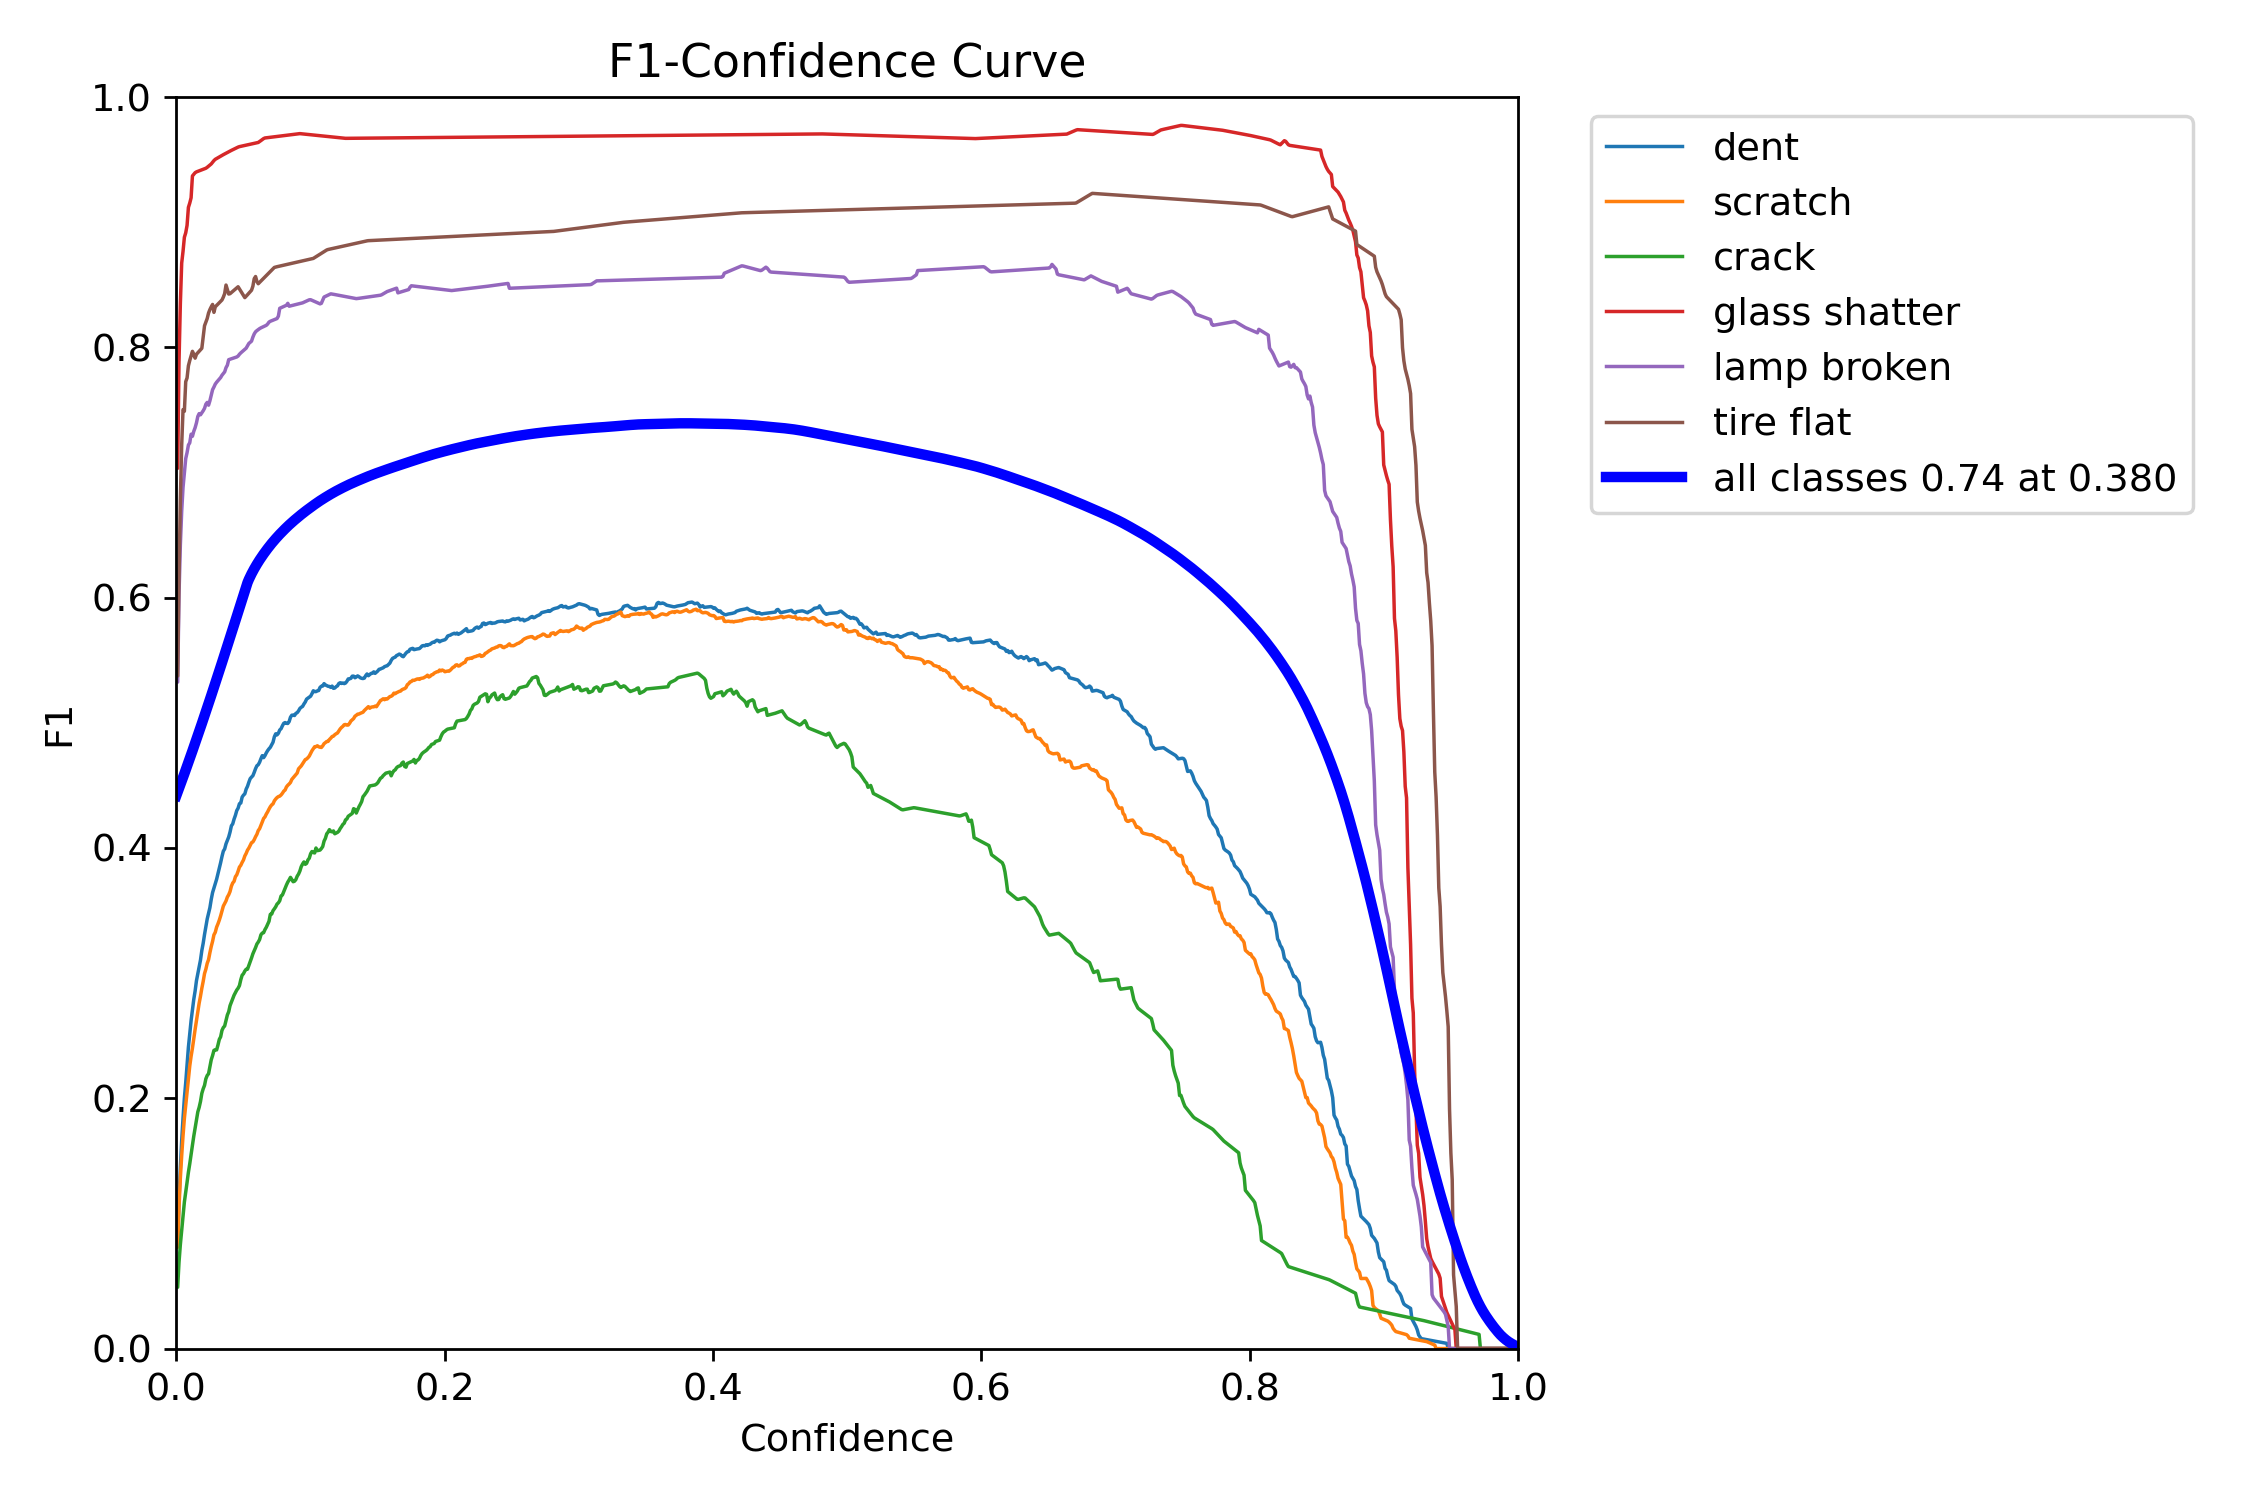 F1-Confidence Curve
1.0
0.8
0.6
0.4
0.2
0.0
F1
0.0 0.2 0.4 0.6 0.8 1.0
Confidence
dent
scratch
crack
glass shatter
lamp broken
tire flat
all classes 0.74 at 0.380